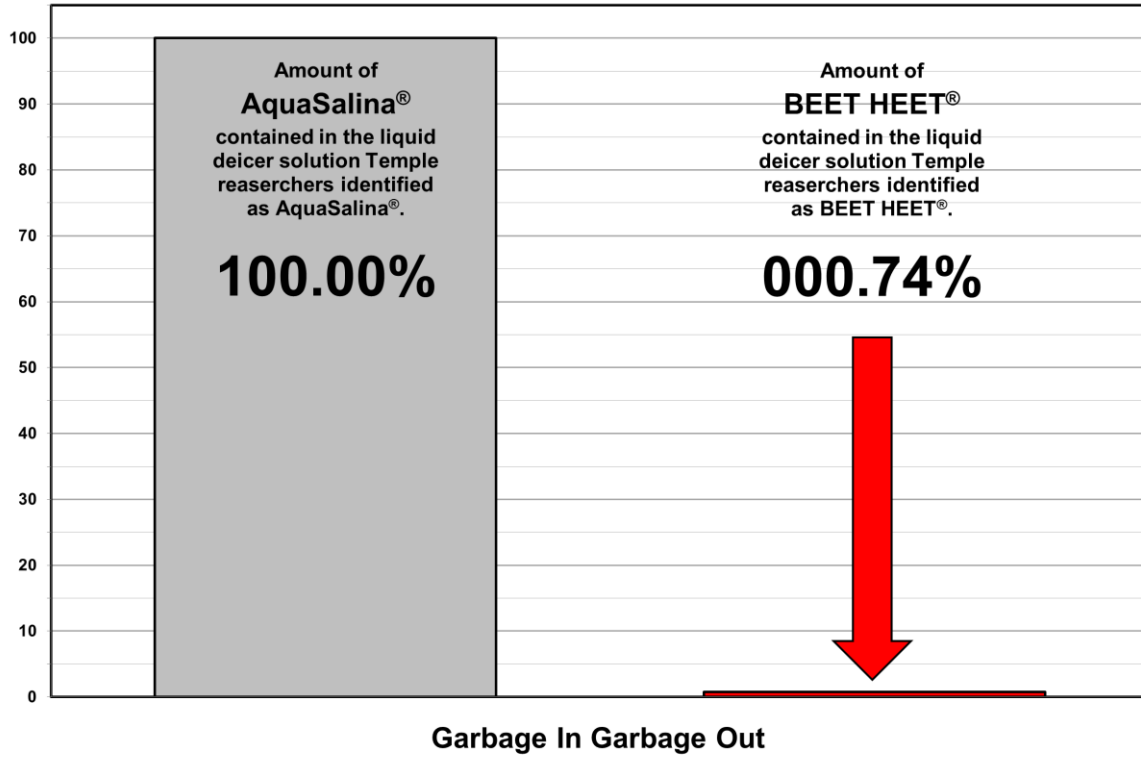 100
90
80
70
60
50
40
30
20
10
0
Amount of
AquaSalina®
contained in the liquid
deicer solution Temple
reaserchers identified
as AquaSalina®.
100.00%
Amount of
BEET HEET®
contained in the liquid
deicer solution Temple
reaserchers identified
as BEET HEET®.
000.74%
Garbage In Garbage Out